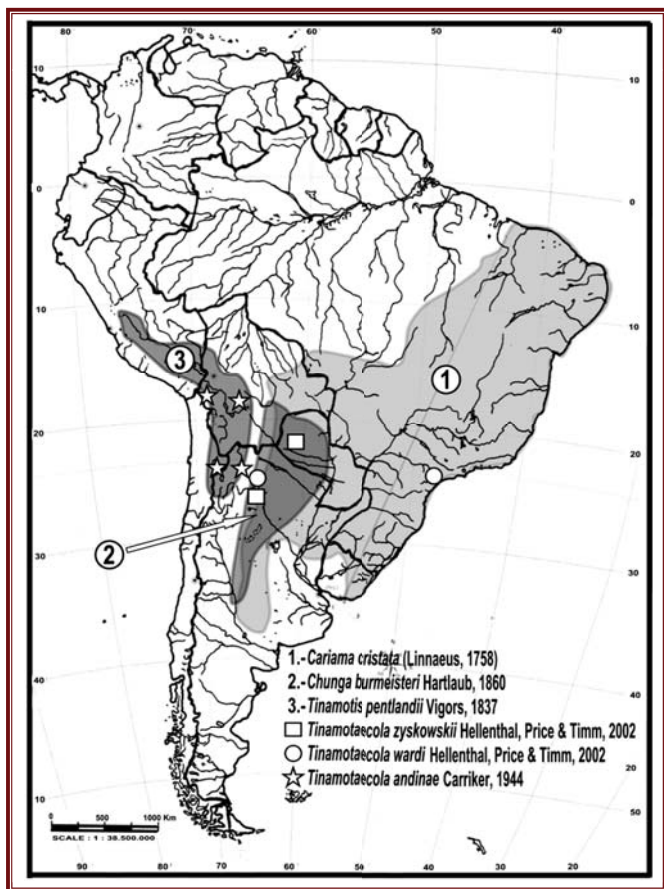 80 70 60 50 40
10 10
0 0
10 10
3
1
20 20
2
30 30
1.-Cariama cristata (Linnaeus, 1758)
2.-Chunga burmeisteri Hartlaub, 1860
40 3.-Tinamotis pentlandii Vigors, 1837 40
Tinamotaecola zyskowskii Hellenthal, Price & Timm, 2002
Tinamotaecola wardi Hellenthal, Price & Timm, 2002
Tinamotaecola andinae Carriker, 1944 20
10 50
0 500 1000 Km
SCALE : 1 : 38.500.000
90 80 70 60 50 40 30 20